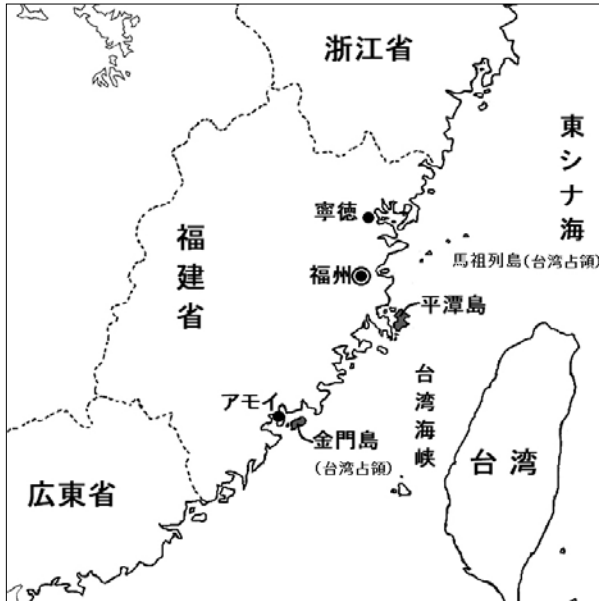 浙江省
東シナ海
寧徳
福建省
馬祖列島(台湾占領)
福州
平潭島
台湾海峡
アモイ
金門島
(台湾占領)
台湾
広東省